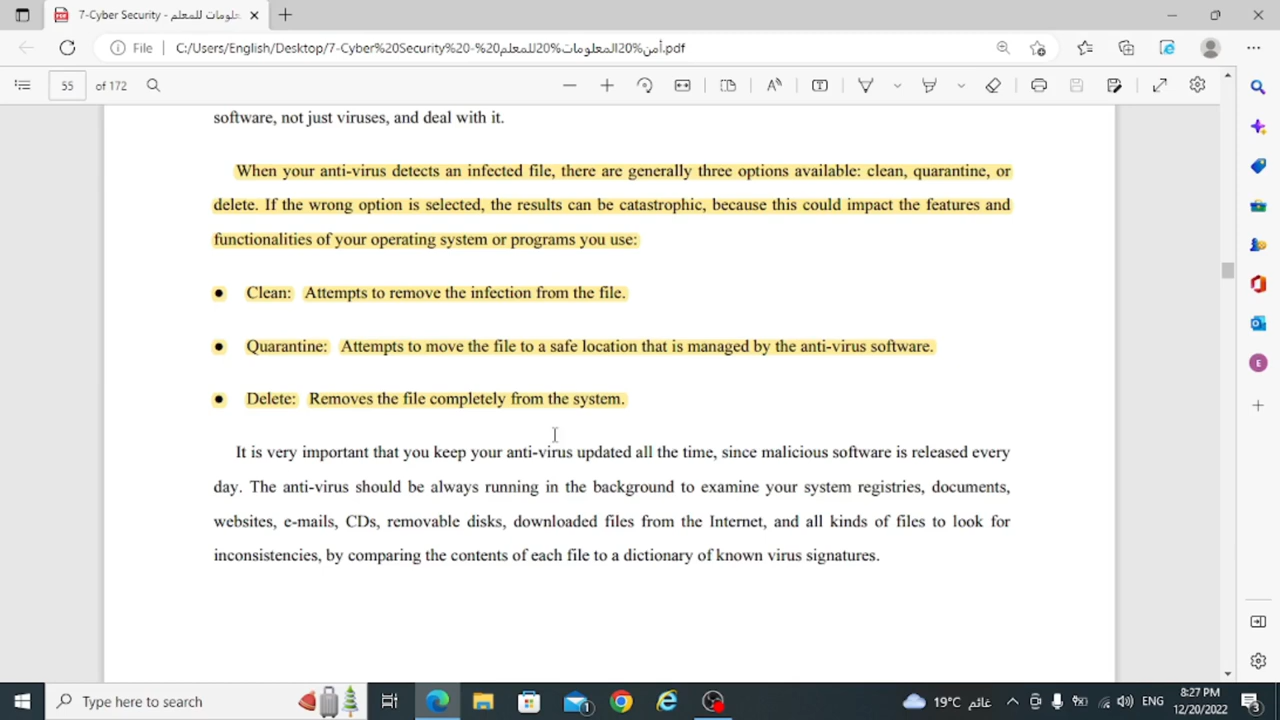 7-Cyber Security - أمن المعلومات للمعلم
File C:/Users/English/Desktop/7-Cyber%20Security%20-%20أمن%20المعلومات%20للمعلم.pdf
55 of 172
software, not just viruses, and deal with it.
When your anti-virus detects an infected file, there are generally three options available: clean, quarantine, or
delete. If the wrong option is selected, the results can be catastrophic, because this could impact the features and
functionalities of your operating system or programs you use:
● Clean: Attempts to remove the infection from the file.
● Quarantine: Attempts to move the file to a safe location that is managed by the anti-virus software.
● Delete: Removes the file completely from the system.
It is very important that you keep your anti-virus updated all the time, since malicious software is released every
day. The anti-virus should be always running in the background to examine your system registries, documents,
websites, e-mails, CDs, removable disks, downloaded files from the Internet, and all kinds of files to look for
inconsistencies, by comparing the contents of each file to a dictionary of known virus signatures.
E
Type here to search
1
19°C غائم
ENG
8:27 PM
12/20/2022
3